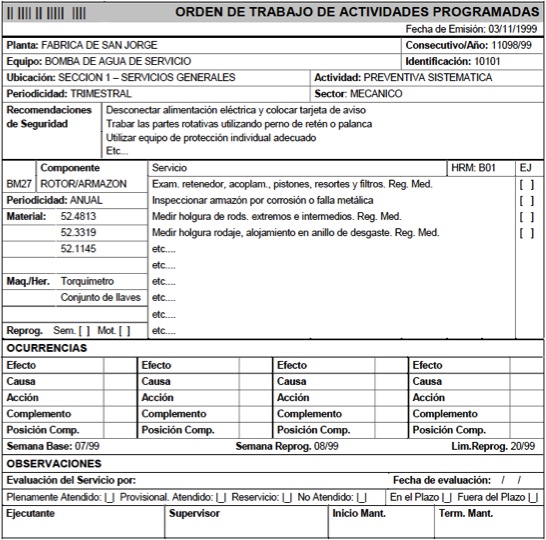 ORDEN DE TRABAJO DE ACTIVIDADES PROGRAMADAS
Fecha de Emisión: 03/11/1999
Planta: FABRICA DE SAN JORGE Consecutivo/Año: 11098/99
Equipo: BOMBA DE AGUA DE SERVICIO Identificación: 10101
Ubicación: SECCION 1 – SERVICIOS GENERALES Actividad: PREVENTIVA SISTEMATICA
Periodicidad: TRIMESTRAL Sector: MECANICO
Recomendaciones de Seguridad
Desconectar alimentación eléctrica y colocar tarjeta de aviso
Trabar las partes rotativas utilizando perno de retén o palanca
Utilizar equipo de protección individual adecuado
Etc...
Componente Servicio HRM: B01 EJ
BM27 ROTOR/ARMAZON Exam. retenedor, acoplam., pistones, resortes y filtros. Reg. Med. [ ]
Periodicidad: ANUAL Inspeccionar armazón por corrosión o falla metálica [ ]
Material: 52.4813 Medir holgura de rods. extremos e intermedios. Reg. Med. [ ]
52.3319 Medir holgura rodaje, alojamiento en anillo de desgaste. Reg. Med. [ ]
52.1145 etc....
etc....
Maq./Her. Torquimetro etc....
Conjunto de llaves etc....
etc....
Reprog. Sem. [ ] Mot. [ ] etc....
OCURRENCIAS
Efecto Efecto Efecto Efecto
Causa Causa Causa Causa
Acción Acción Acción Acción
Complemento Complemento Complemento Complemento
Posición Comp. Posición Comp. Posición Comp. Posición Comp.
Semana Base: 07/99 Semana Reprog. 08/99 Lim.Reprog. 20/99
OBSERVACIONES
Evaluación del Servicio por: Fecha de evaluación: / /
Plenamente Atendido: |_| Provisional. Atendido: |_| Reservicio: |_| No Atendido: |_| En el Plazo |_| Fuera del Plazo |_|
Ejecutante Supervisor Inicio Mant. Term. Mant.